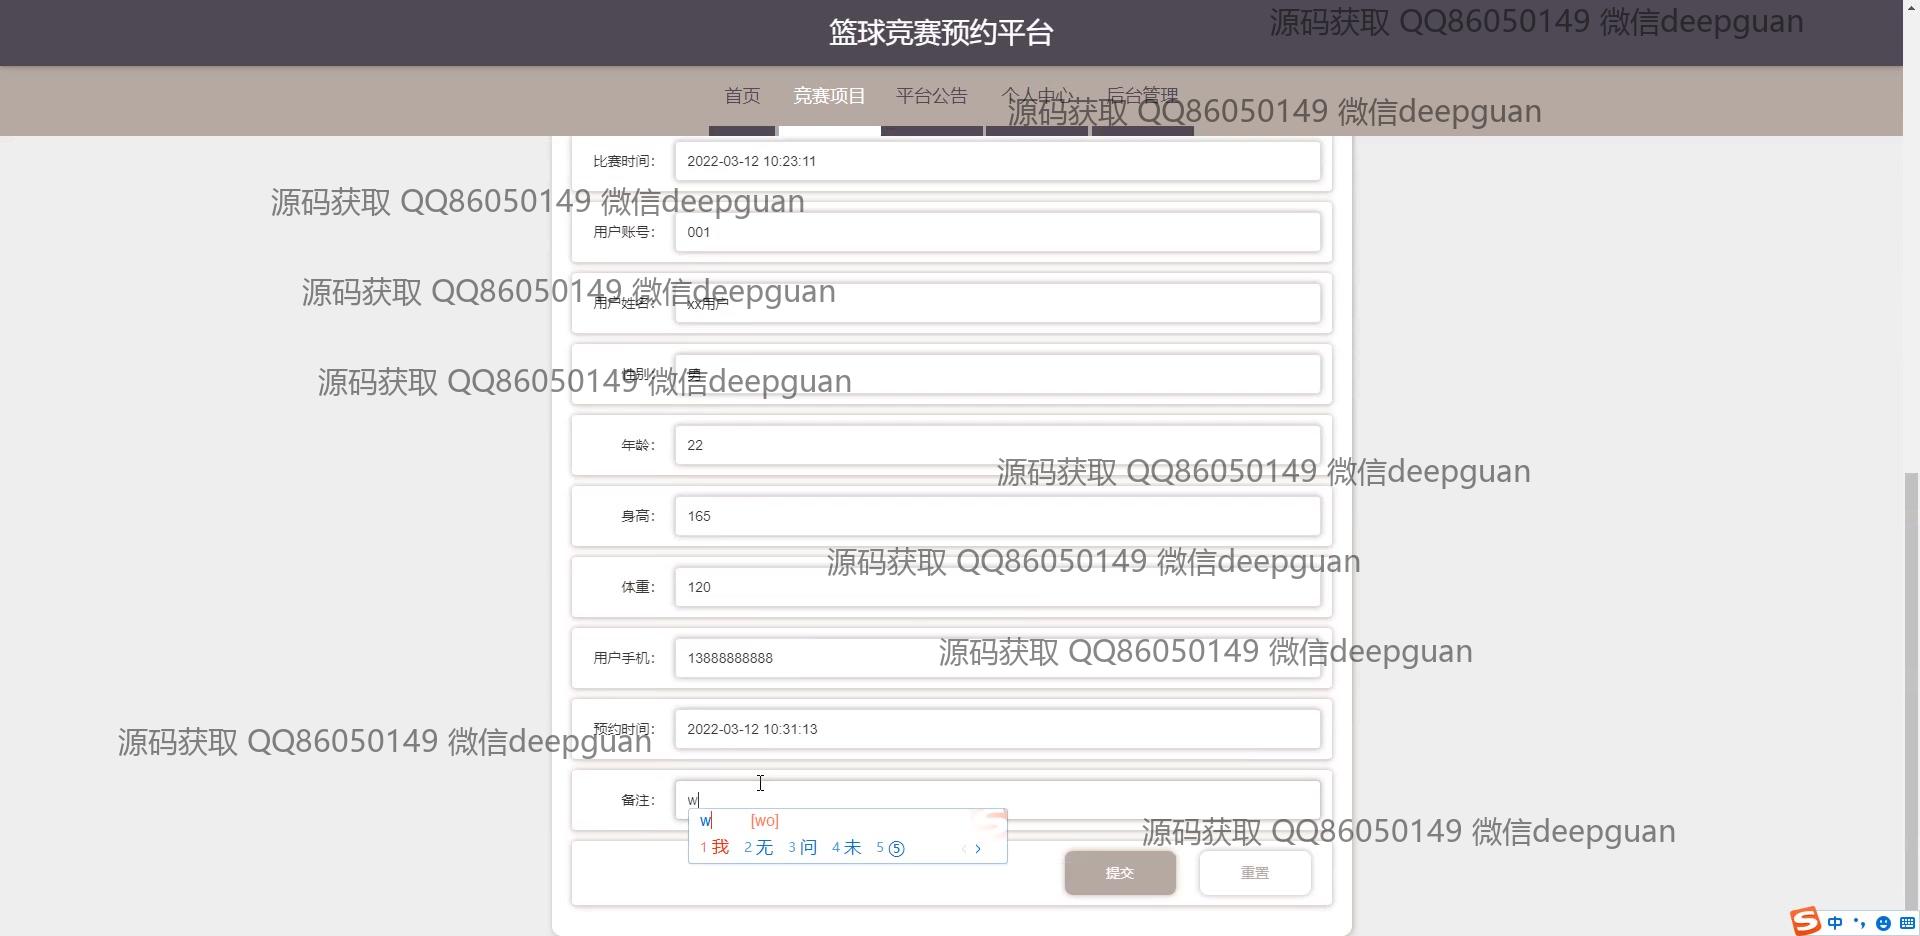 篮球竞赛预约平台
源码获取 QQ86050149 微信deepguan
首页 竞赛项目 平台公告 个人中心 后台管理
源码获取 QQ86050149 微信deepguan
比赛时间： 2022-03-12 10:23:11
源码获取 QQ86050149 微信deepguan
用户账号： 001
源码获取 QQ86050149 微信deepguan
用户姓名： xx用户
性别： 男
源码获取 QQ86050149 微信deepguan
年龄： 22
源码获取 QQ86050149 微信deepguan
身高： 165
源码获取 QQ86050149 微信deepguan
体重： 120
源码获取 QQ86050149 微信deepguan
用户手机： 13888888888
预约时间： 2022-03-12 10:31:13
源码获取 QQ86050149 微信deepguan
备注： w
w [wo]
1 我 2 无 3 问 4 未 5 ⑤
源码获取 QQ86050149 微信deepguan
提交 重置
S 中